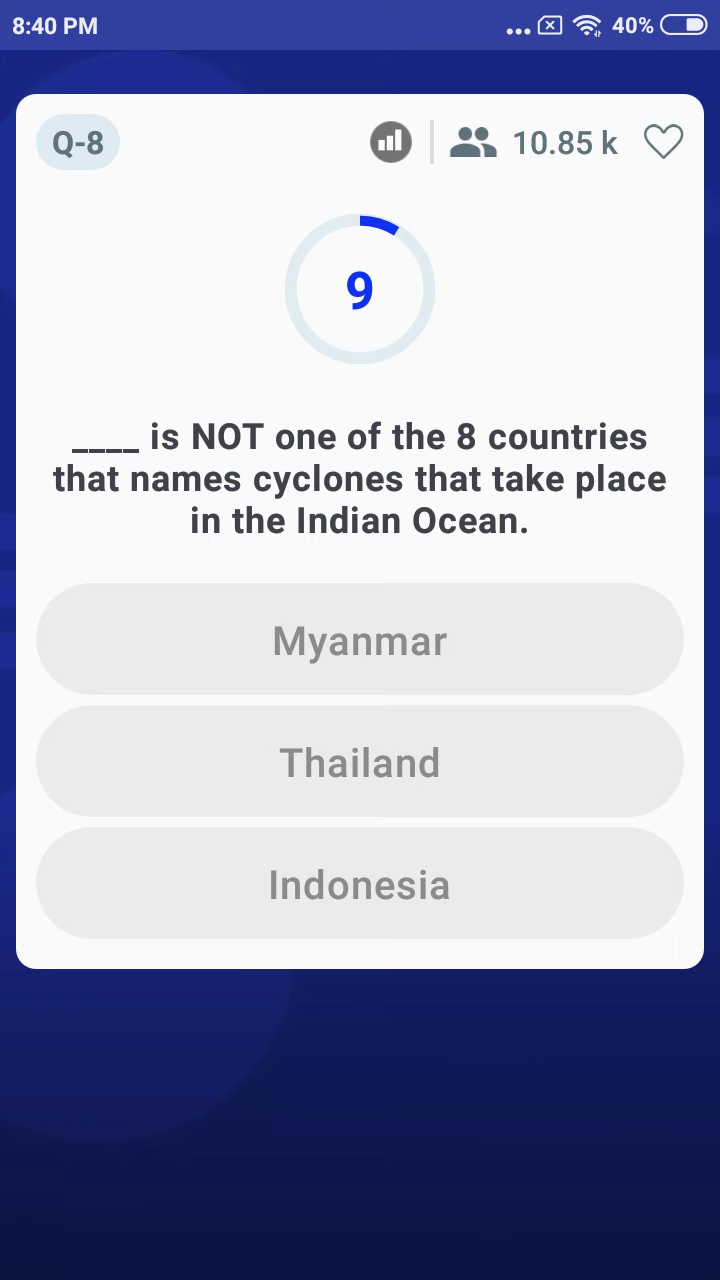 8:40 PM
40%
Q-8
10.85 k
9
____ is NOT one of the 8 countries
that names cyclones that take place
in the Indian Ocean.
Myanmar
Thailand
Indonesia